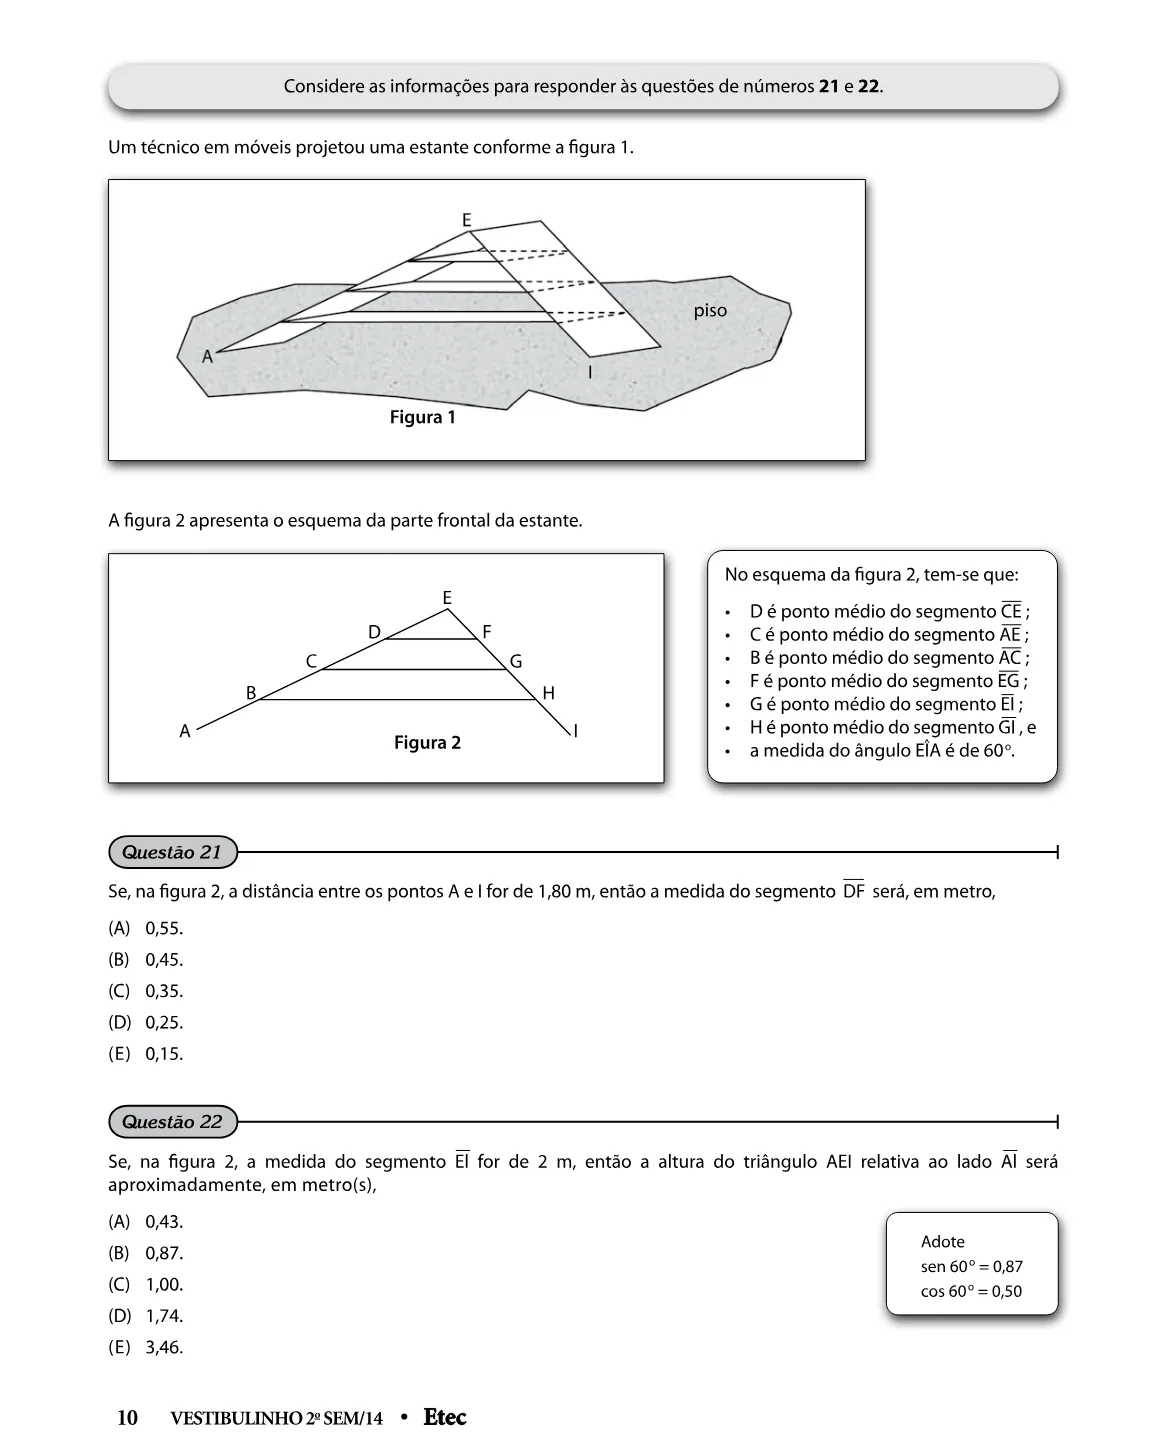 Considere as informações para responder às questões de números 21 e 22.
Um técnico em móveis projetou uma estante conforme a figura 1.
E
piso
A
I
Figura 1
A figura 2 apresenta o esquema da parte frontal da estante.
E
D
F
C
G
B
H
A
I
Figura 2
No esquema da figura 2, tem-se que:
• D é ponto médio do segmento CE ;
• C é ponto médio do segmento AE ;
• B é ponto médio do segmento AC ;
• F é ponto médio do segmento EG ;
• G é ponto médio do segmento EI ;
• H é ponto médio do segmento GI , e
• a medida do ângulo EÎA é de 60º.
Questão 21
Se, na figura 2, a distância entre os pontos A e I for de 1,80 m, então a medida do segmento DF será, em metro,
(A) 0,55.
(B) 0,45.
(C) 0,35.
(D) 0,25.
(E) 0,15.
Questão 22
Se, na figura 2, a medida do segmento EI for de 2 m, então a altura do triângulo AEI relativa ao lado AI será
aproximadamente, em metro(s),
(A) 0,43.
(B) 0,87.
(C) 1,00.
(D) 1,74.
(E) 3,46.
Adote
sen 60º = 0,87
cos 60º = 0,50
10 VESTIBULINHO 2º SEM/14 • Etec